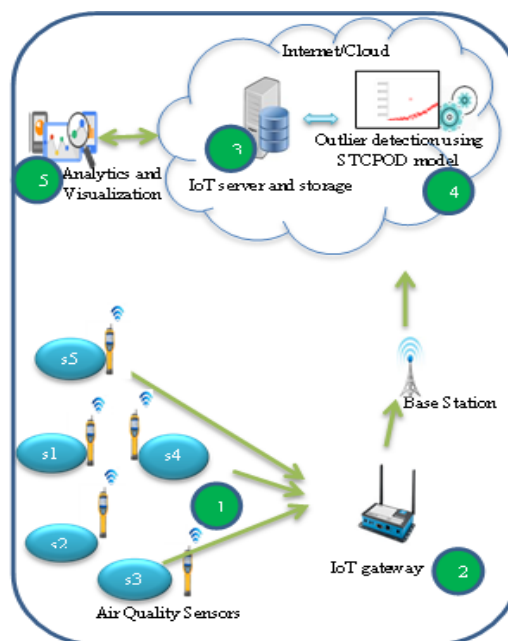 Internet/Cloud
3
IoT server and storage
Outlier detection using
STCPOD model
4
5
Analytics and
Visualization
s5
s1
s4
s2
s3
1
Air Quality Sensors
Base Station
IoT gateway
2